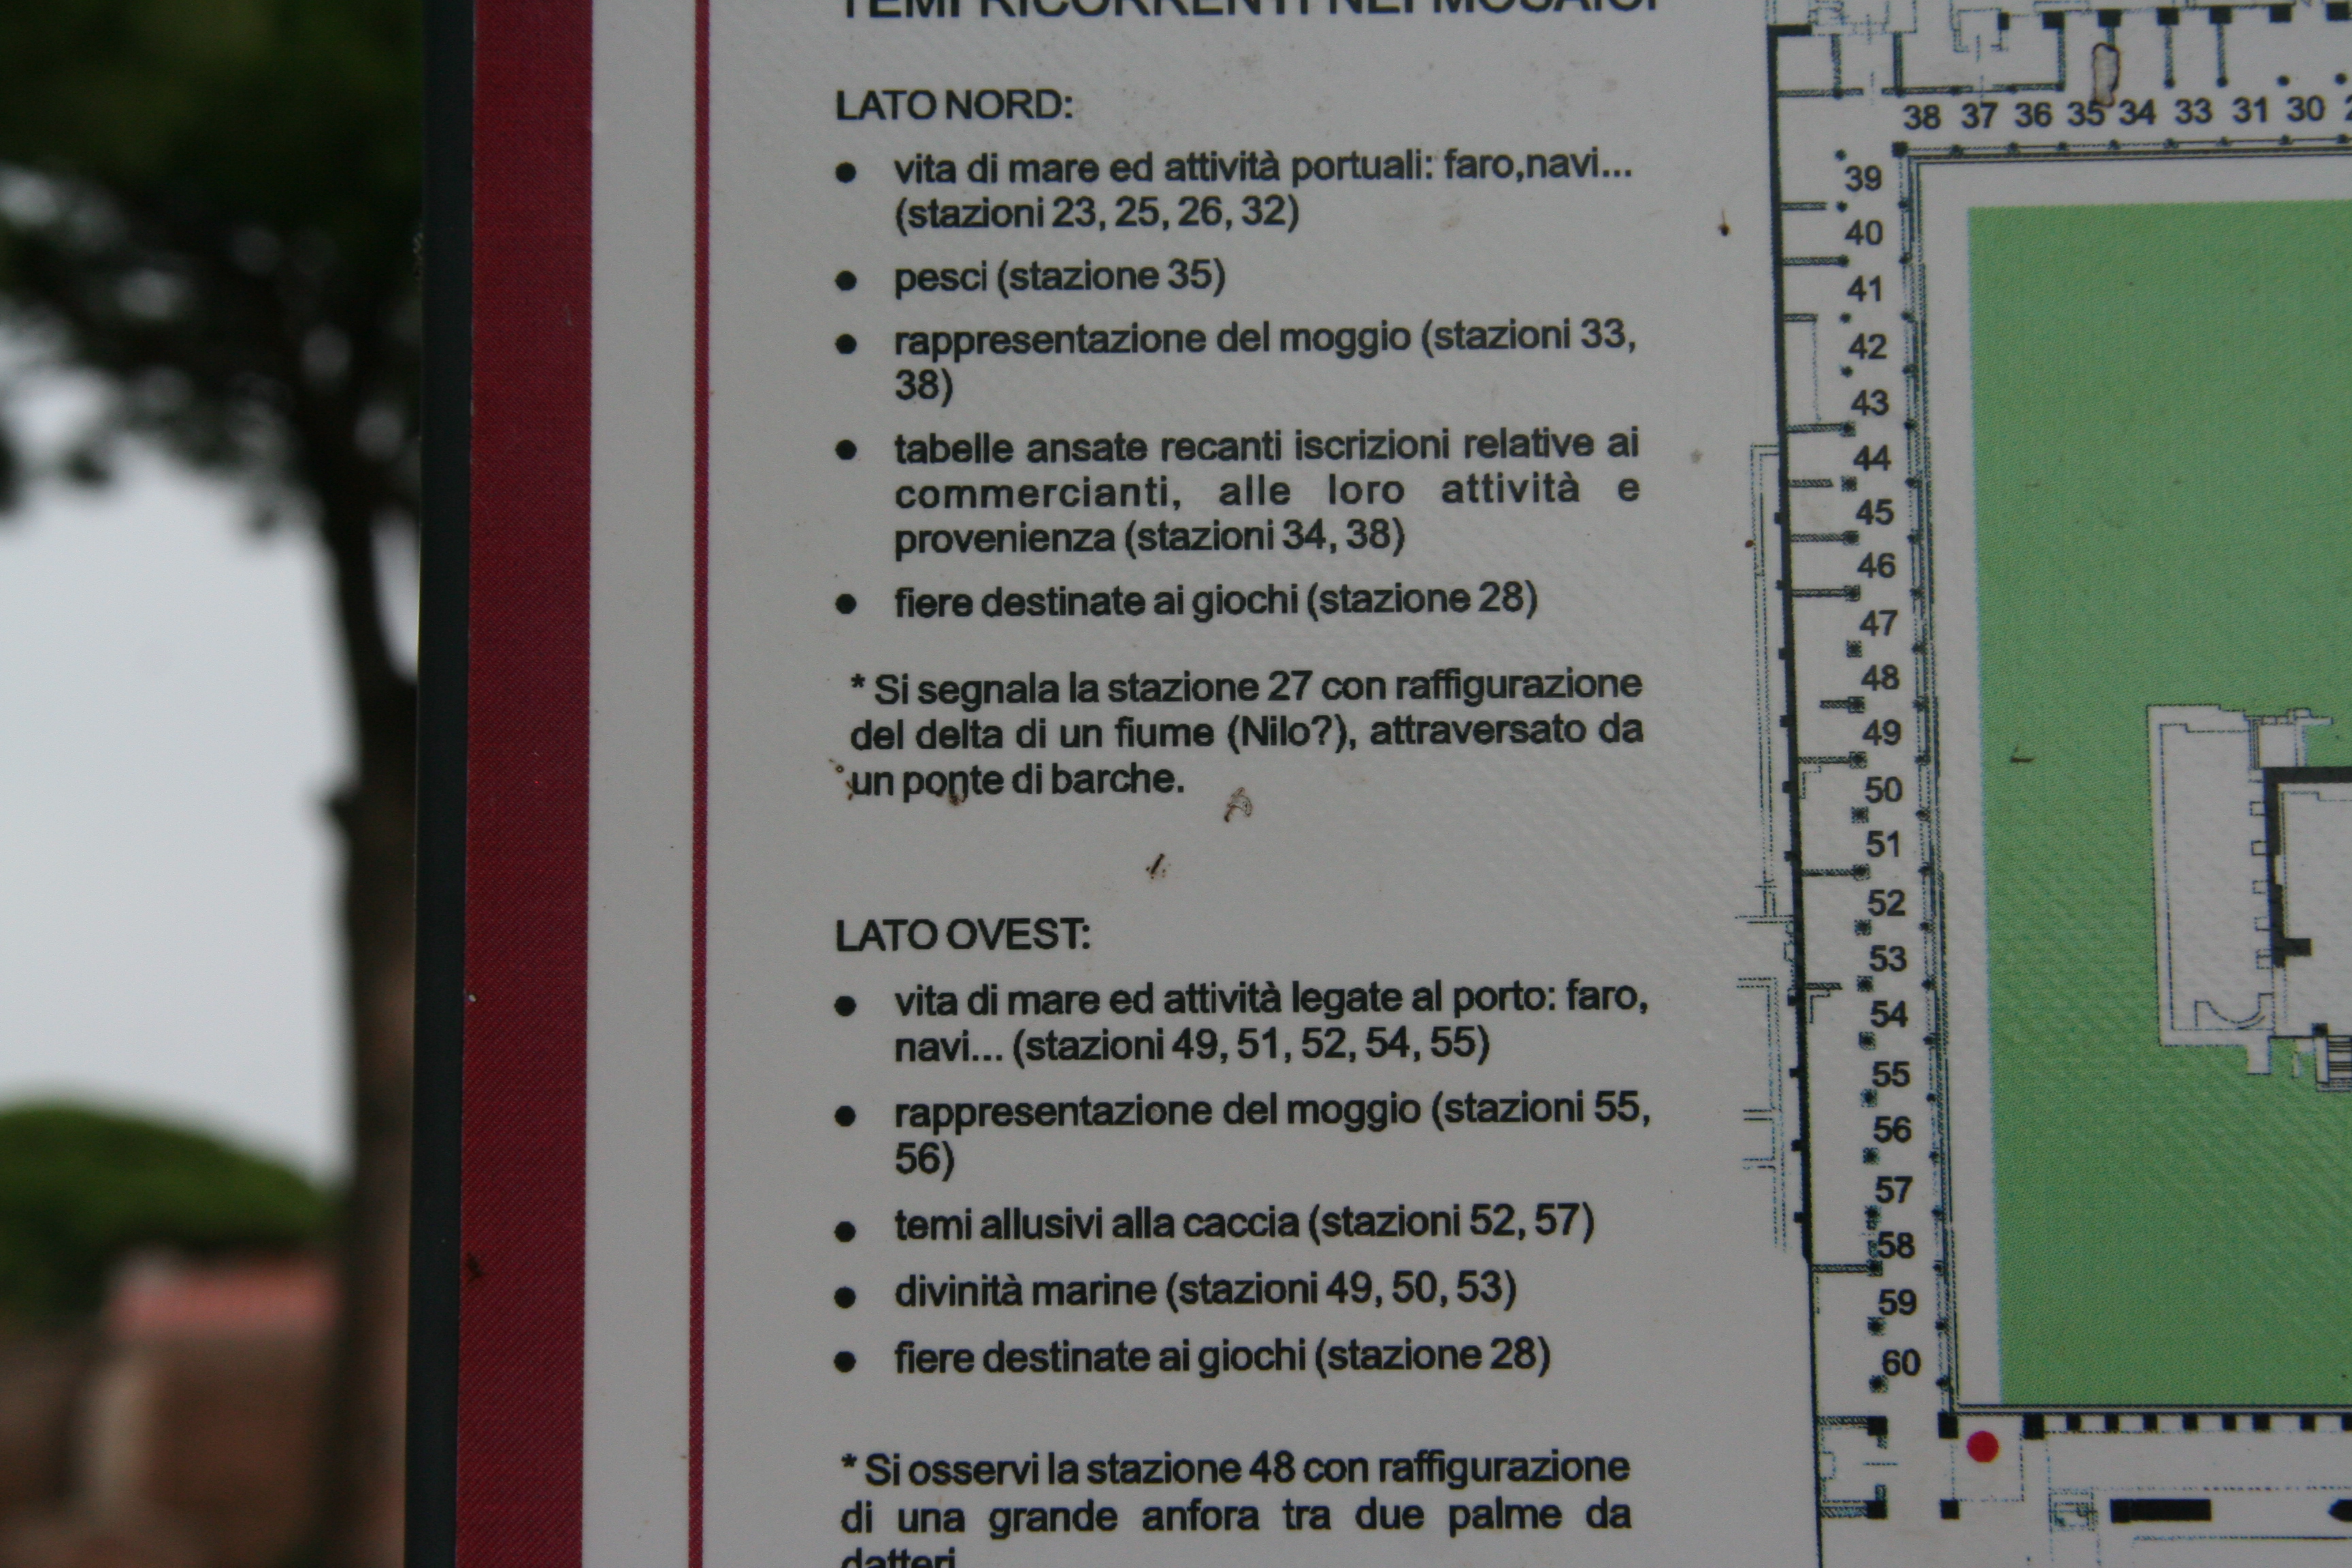 TEMI RICORRENTI NEI MOSAICI
LATO NORD:
● vita di mare ed attività portuali: faro,navi...
(stazioni 23, 25, 26, 32)
● pesci (stazione 35)
● rappresentazione del moggio (stazioni 33,
38)
● tabelle ansate recanti iscrizioni relative ai
commercianti, alle loro attività e
provenienza (stazioni 34, 38)
● fiere destinate ai giochi (stazione 28)
* Si segnala la stazione 27 con raffigurazione
del delta di un fiume (Nilo?), attraversato da
un ponte di barche.
LATO OVEST:
● vita di mare ed attività legate al porto: faro,
navi... (stazioni 49, 51, 52, 54, 55)
● rappresentazione del moggio (stazioni 55,
56)
● temi allusivi alla caccia (stazioni 52, 57)
● divinità marine (stazioni 49, 50, 53)
● fiere destinate ai giochi (stazione 28)
* Si osservi la stazione 48 con raffigurazione
di una grande anfora tra due palme da
datteri
38 37 36 35 34 33 31 30
39
40
41
42
43
44
45
46
47
48
49
50
51
52
53
54
55
56
57
58
59
60